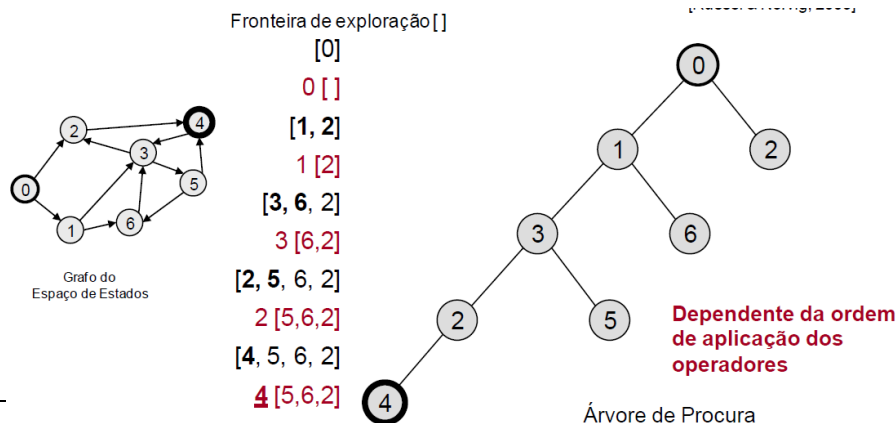 Fronteira de exploração [ ]
[0]
0 [ ]
[1, 2]
1 [2]
[3, 6, 2]
3 [6,2]
[2, 5, 6, 2]
2 [5,6,2]
[4, 5, 6, 2]
4 [5,6,2]
2
4
3
5
0
1
6
Grafo do
Espaço de Estados
0
1
2
3
6
2
5
4
Dependente da ordem
de aplicação dos
operadores
Árvore de Procura